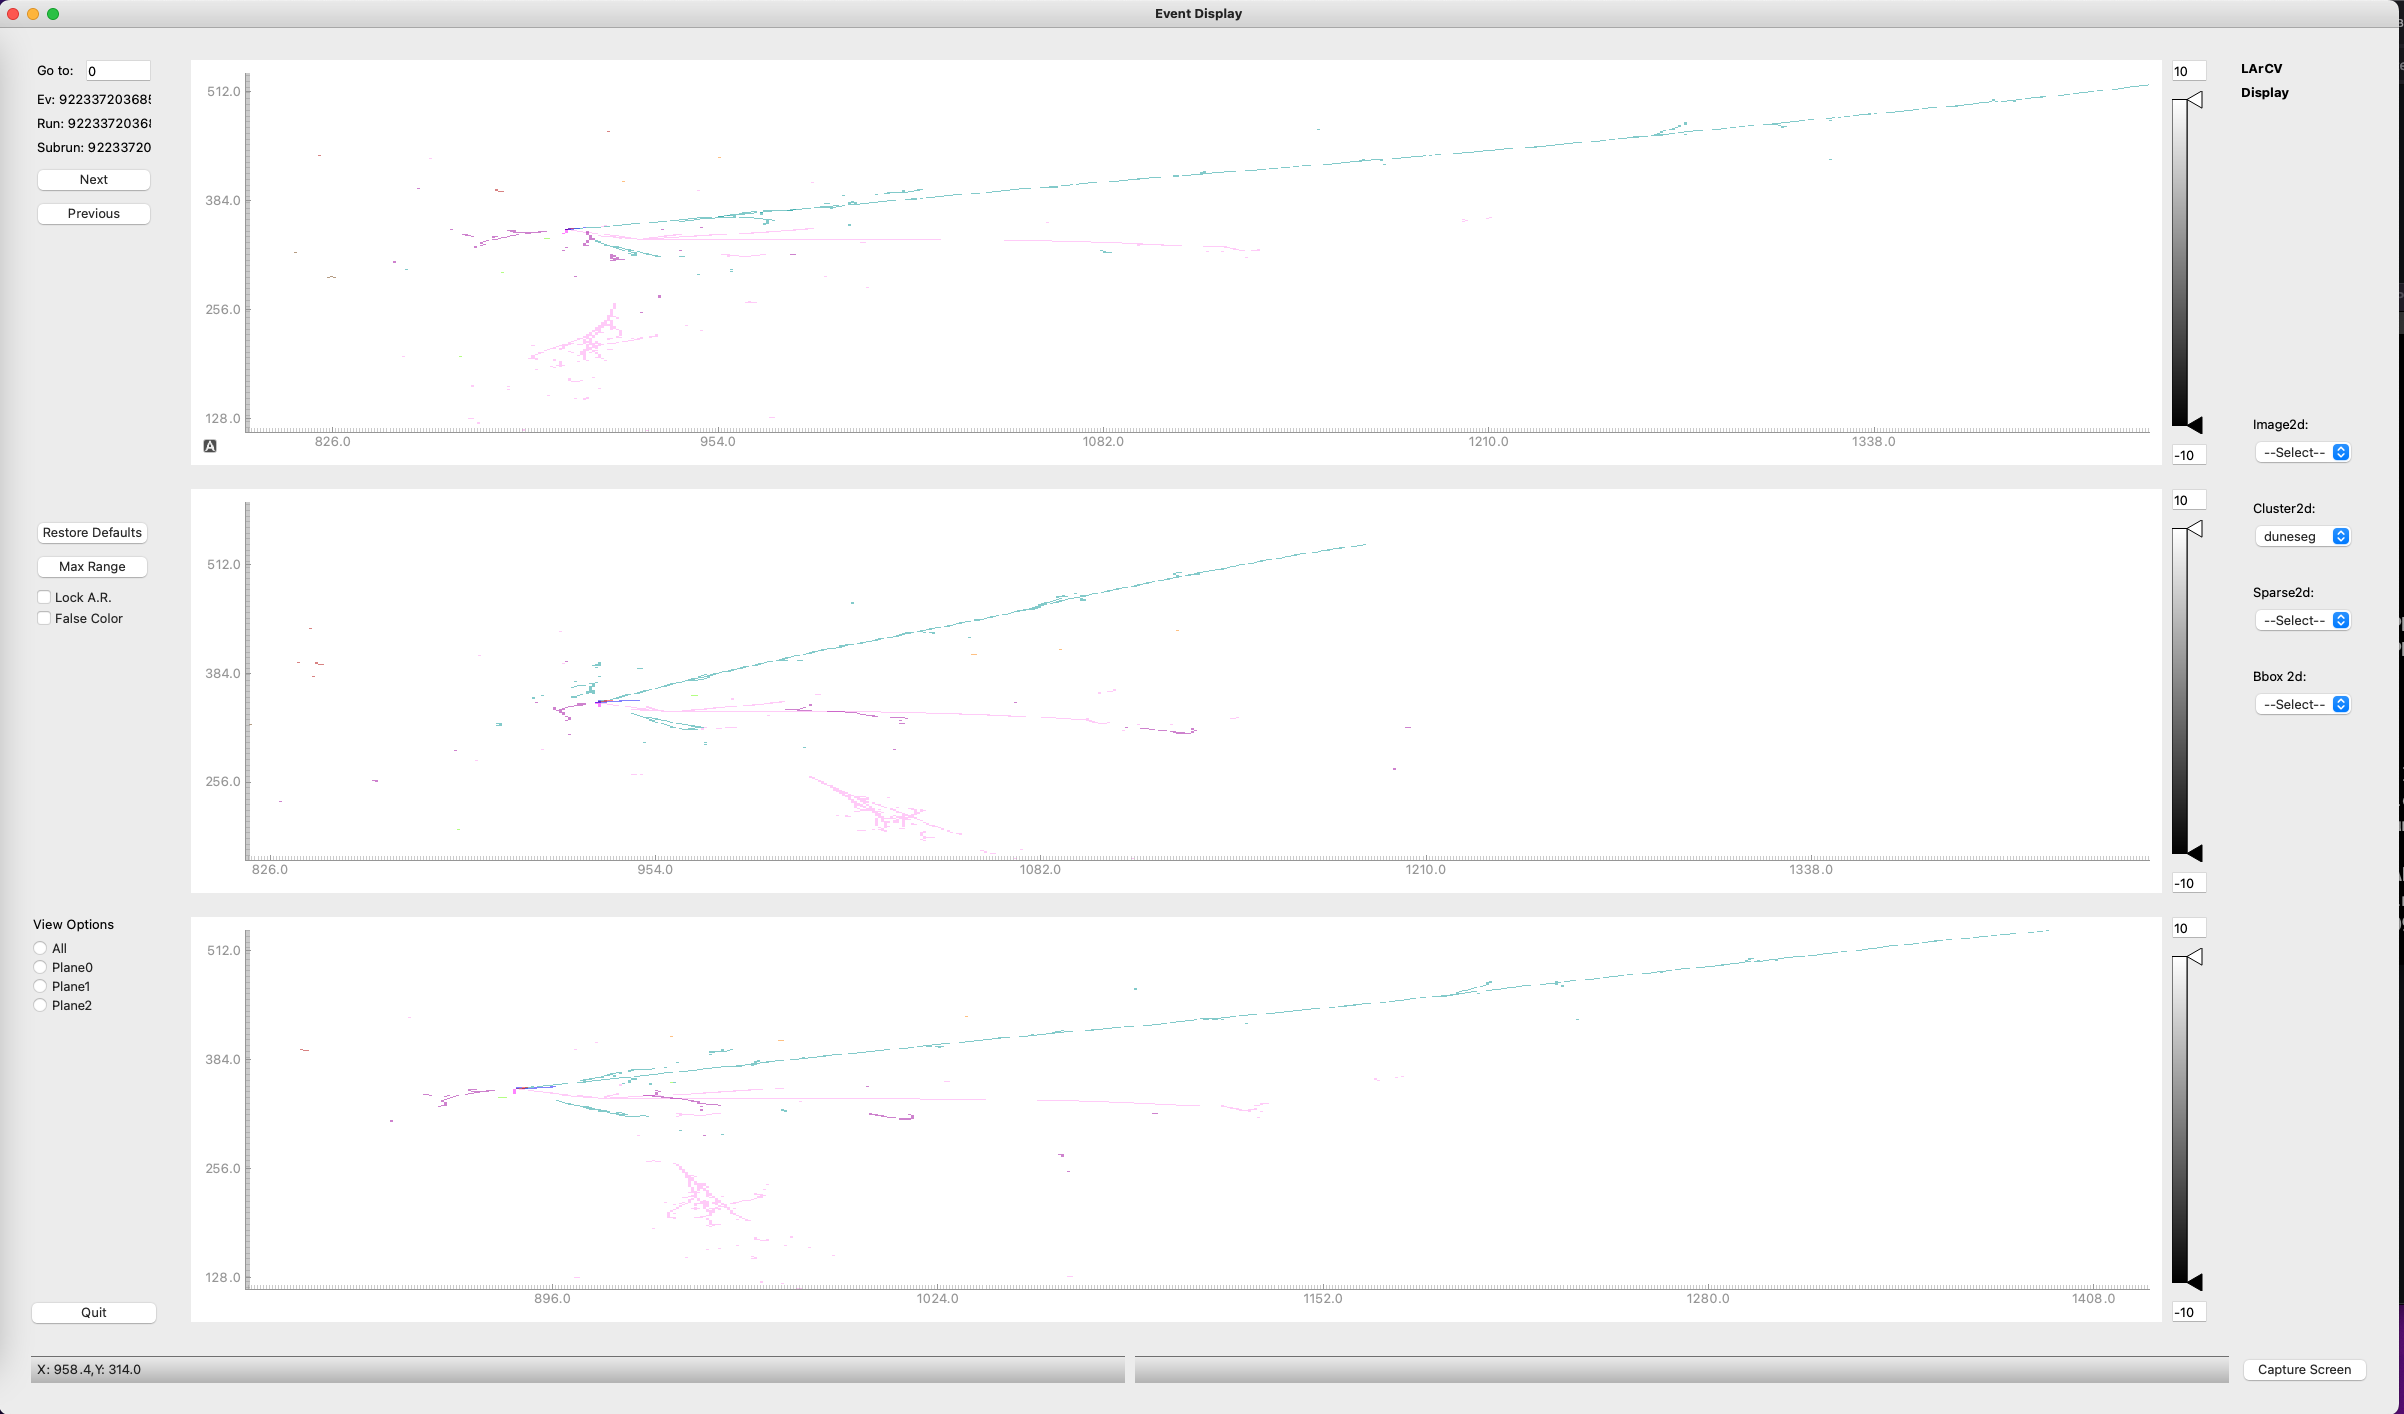 Event Display
Go to: 0
Ev: 92233720368
Run: 9223372036
Subrun: 92233720
Next
Previous
Restore Defaults
Max Range
Lock A.R.
False Color
View Options
All
Plane0
Plane1
Plane2
Quit
512.0
384.0
256.0
128.0
A
826.0 954.0 1082.0 1210.0 1338.0
512.0
384.0
256.0
826.0 954.0 1082.0 1210.0 1338.0
512.0
384.0
256.0
128.0
896.0 1024.0 1152.0 1280.0 1408.0
10
-10
10
-10
10
-10
LArCV
Display
Image2d:
--Select--
Cluster2d:
duneseg
Sparse2d:
--Select--
Bbox 2d:
--Select--
X: 958.4,Y: 314.0
Capture Screen